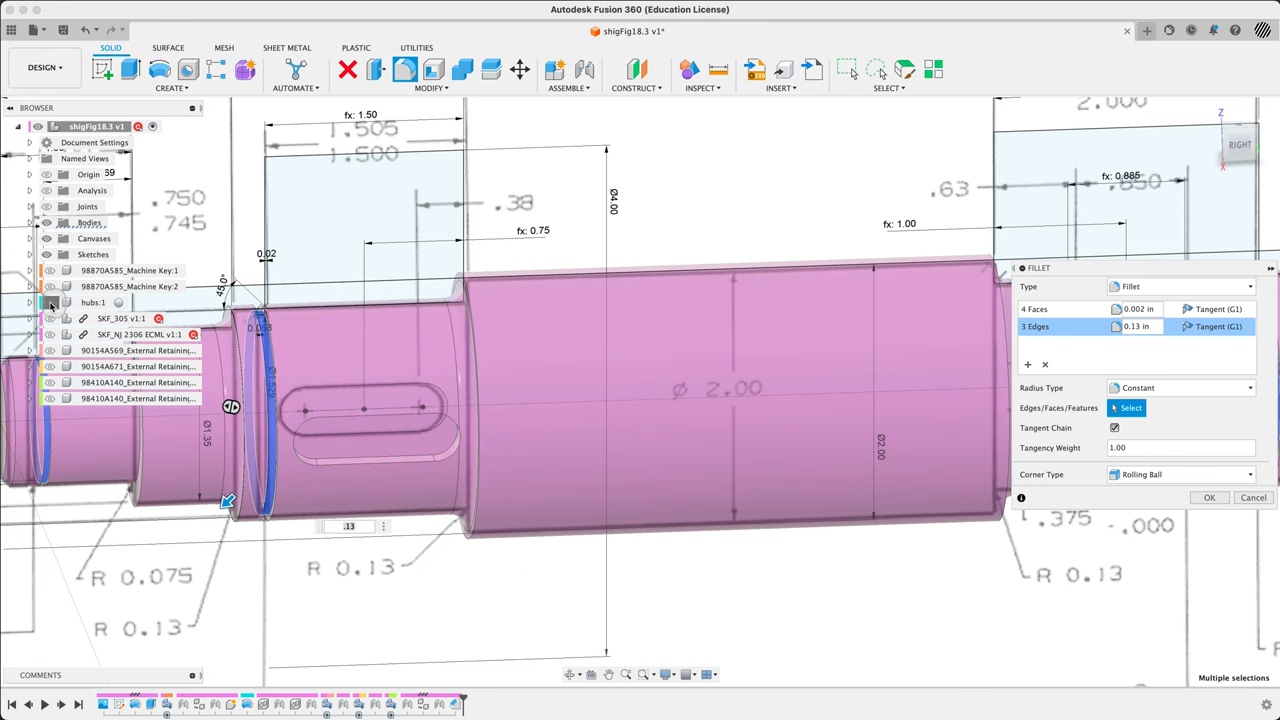 Autodesk Fusion 360 (Education License)
shigFig18.3 v1*
SOLID SURFACE MESH SHEET METAL PLASTIC UTILITIES
DESIGN
CREATE AUTOMATE MODIFY ASSEMBLE CONSTRUCT INSPECT INSERT SELECT
BROWSER
shigFig18.3 v1
Document Settings
Named Views
Origin
Analysis
Joints
Bodies
Canvases
Sketches
98870A585_Machine Key:1
98870A585_Machine Key:2
hubs:1
SKF_305 v1:1
SKF_NJ 2306 ECML v1:1
90154A569_External Retaining...
90154A671_External Retaining...
98410A140_External Retaining...
98410A140_External Retaining...
fx: 1.50
1.505
1.500
.750
.745
.38
fx: 0.75
Ø4.00
0.02
45.0°
Ø1.35
Ø 2.00
Ø2.00
2.000
.63
fx: 0.885
fx: 1.00
RIGHT
Z
X
FILLET
Type Fillet
4 Faces 0.002 in Tangent (G1)
3 Edges 0.13 in Tangent (G1)
Radius Type Constant
Edges/Faces/Features Select
Tangent Chain
Tangency Weight 1.00
Corner Type Rolling Ball
OK Cancel
.13
R 0.075
R 0.13
R 0.13
R 0.13
.375 -.000
COMMENTS
Multiple selections